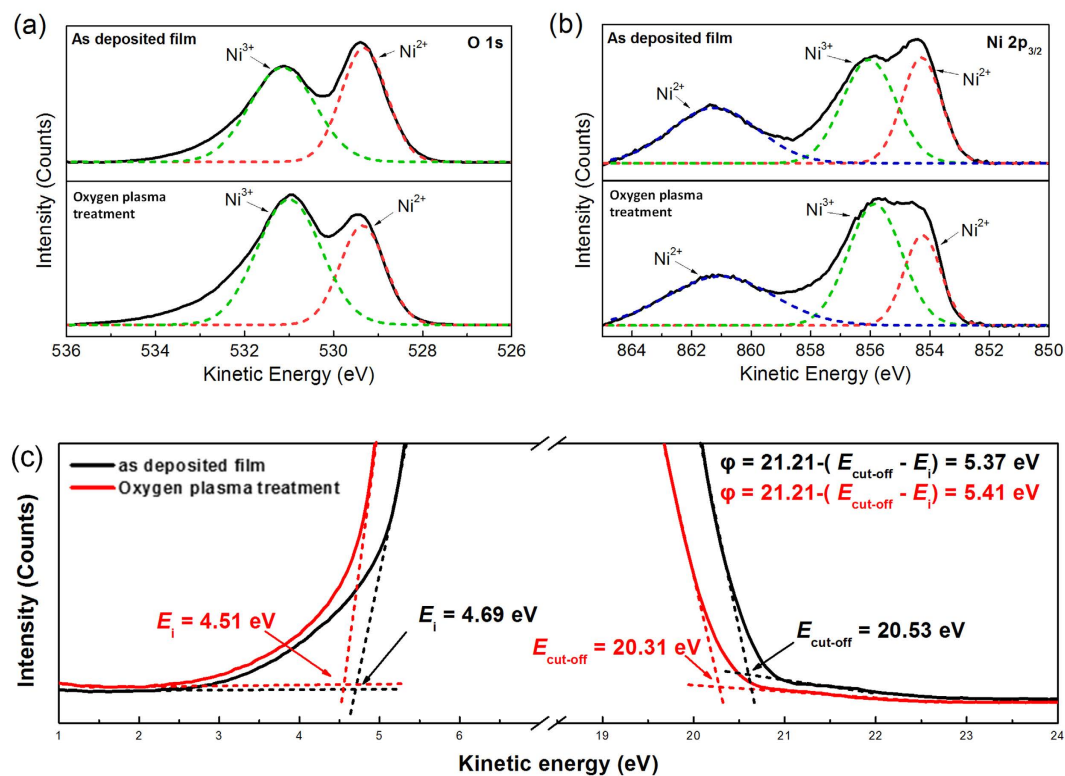 (a)
As deposited film
O 1s
Ni3+
Ni2+
Oxygen plasma
treatment
Ni3+
Ni2+
Intensity (Counts)
536 534 532 530 528 526
Kinetic Energy (eV)
(b)
As deposited film
Ni 2p3/2
Ni2+
Ni3+
Ni2+
Oxygen plasma
treatment
Ni2+
Ni3+
Ni2+
Intensity (Counts)
864 862 860 858 856 854 852 850
Kinetic Energy (eV)
(c)
as deposited film
Oxygen plasma treatment
φ = 21.21-( Ecut-off - Ei) = 5.37 eV
φ = 21.21-( Ecut-off - Ei) = 5.41 eV
Ei = 4.51 eV
Ei = 4.69 eV
Ecut-off = 20.31 eV
Ecut-off = 20.53 eV
Intensity (Counts)
1 2 3 4 5 6 19 20 21 22 23 24
Kinetic energy (eV)